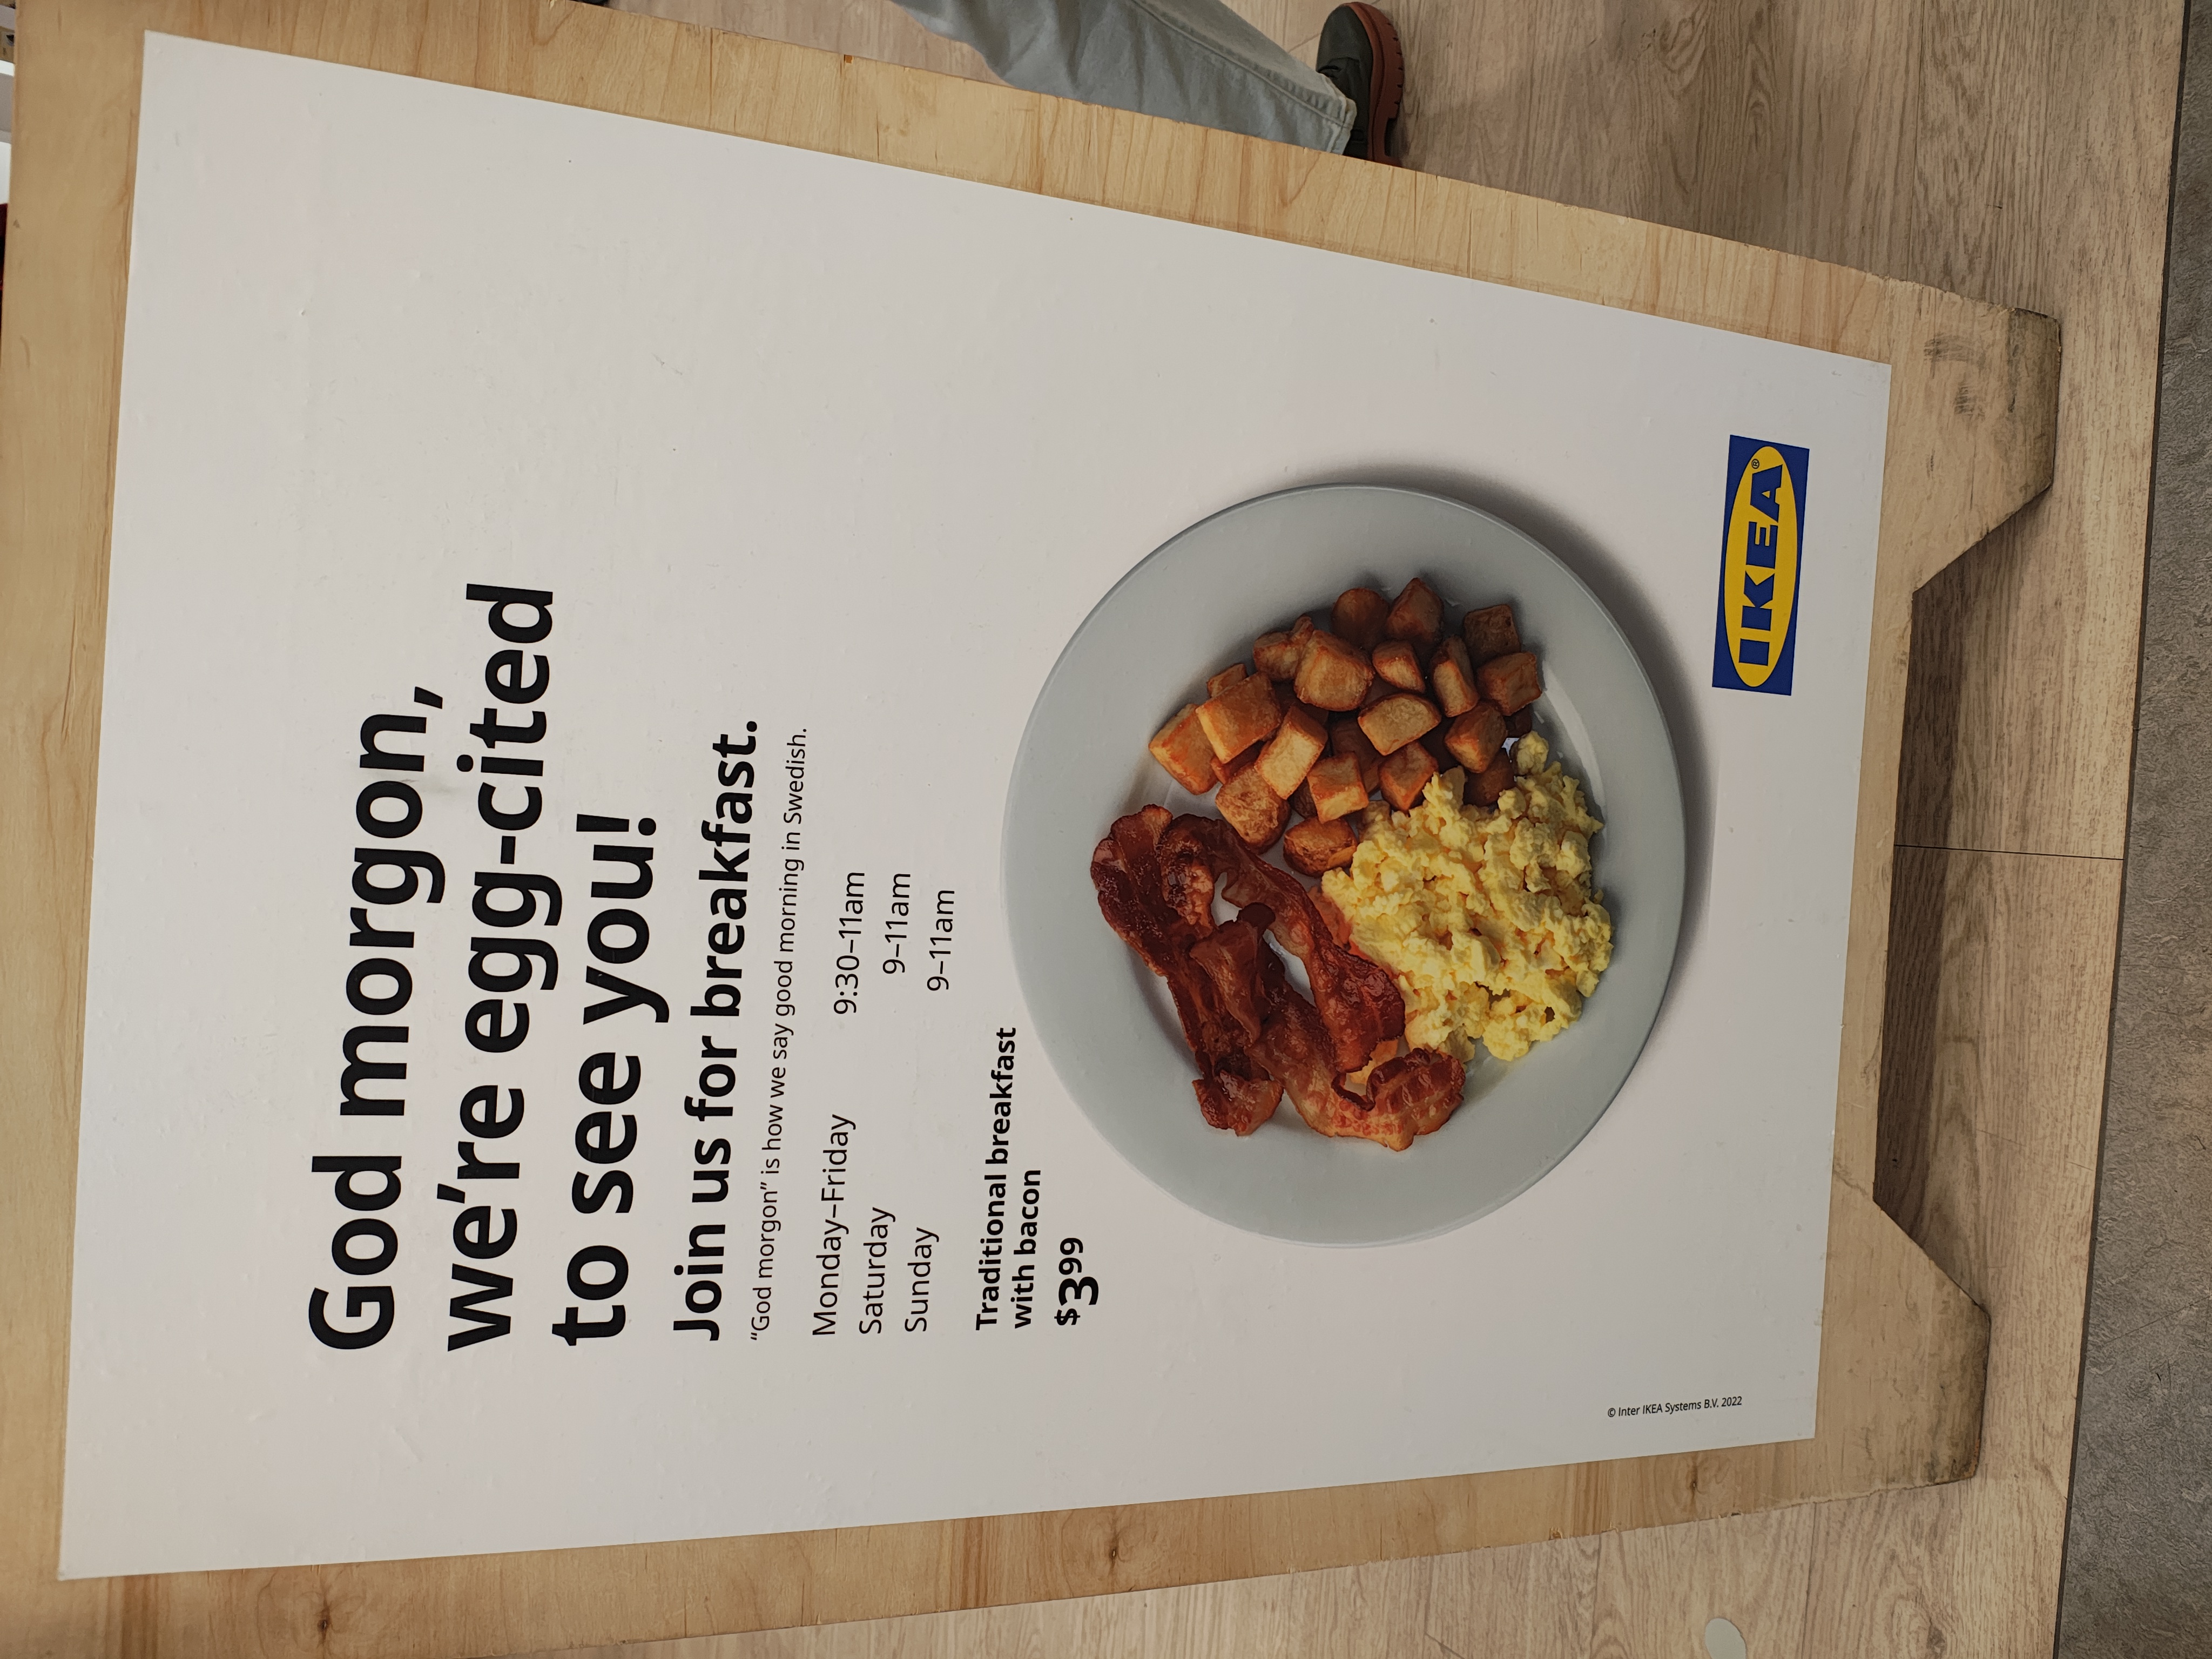 God morgon,
we're egg-cited
to see you!
Join us for breakfast.
“God morgon” is how we say good morning in Swedish.
Monday–Friday 9:30–11am
Saturday 9–11am
Sunday 9–11am
Traditional breakfast
with bacon
$399
IKEA®
© Inter IKEA Systems B.V. 2022